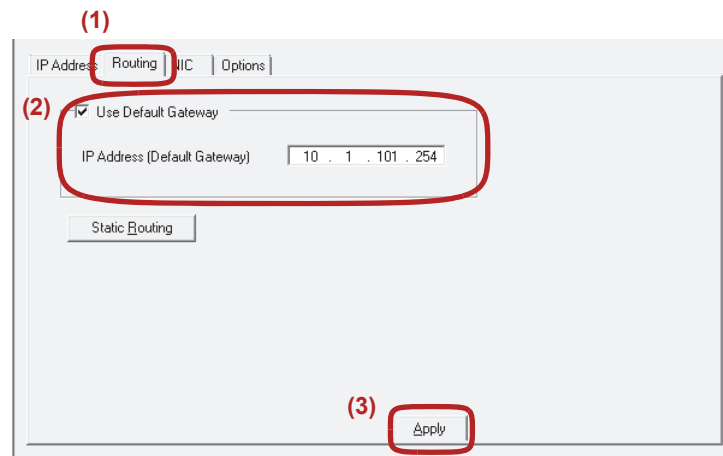 (1)
IP Address Routing NIC Options
(2)
Use Default Gateway
IP Address (Default Gateway) 10 . 1 . 101 . 254
Static Routing
(3)
Apply